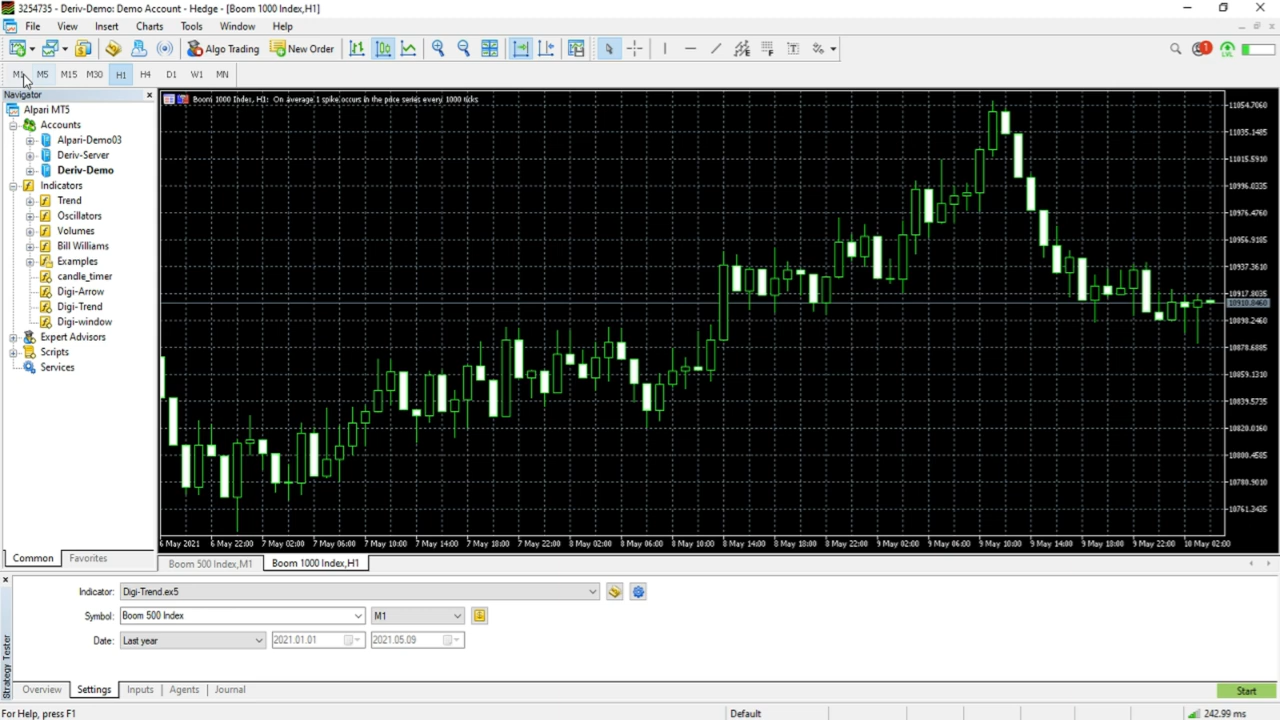 3254735 - Deriv-Demo: Demo Account - Hedge - [Boom 1000 Index,H1]
File View Insert Charts Tools Window Help
Algo Trading New Order
M1 M5 M15 M30 H1 H4 D1 W1 MN
Navigator
Alpari MT5
Accounts
Alpari-Demo03
Deriv-Server
Deriv-Demo
Indicators
Trend
Oscillators
Volumes
Bill Williams
Examples
candle_timer
Digi-Arrow
Digi-Trend
Digi-window
Expert Advisors
Scripts
Services
Common Favorites
Boom 1000 Index, H1: On average 1 spike occurs in the price series every 1000 ticks
11054.7060
11035.1485
11015.5910
10996.0335
10976.4760
10956.9185
10937.3610
10917.8035
10910.8460
10898.2460
10878.6885
10859.1310
10839.5735
10820.0160
10800.4585
10780.9010
10761.3435
6 May 2021 6 May 22:00 7 May 02:00 7 May 06:00 7 May 10:00 7 May 14:00 7 May 18:00 7 May 22:00 8 May 02:00 8 May 06:00 8 May 10:00 8 May 14:00 8 May 18:00 8 May 22:00 9 May 02:00 9 May 06:00 9 May 10:00 9 May 14:00 9 May 18:00 9 May 22:00 10 May 02:00
Boom 500 Index,M1 Boom 1000 Index,H1
Indicator: Digi-Trend.ex5
Symbol: Boom 500 Index M1
Date: Last year 2021.01.01 2021.05.09
Strategy Tester
Overview Settings Inputs Agents Journal Start
For Help, press F1 Default 242.99 ms